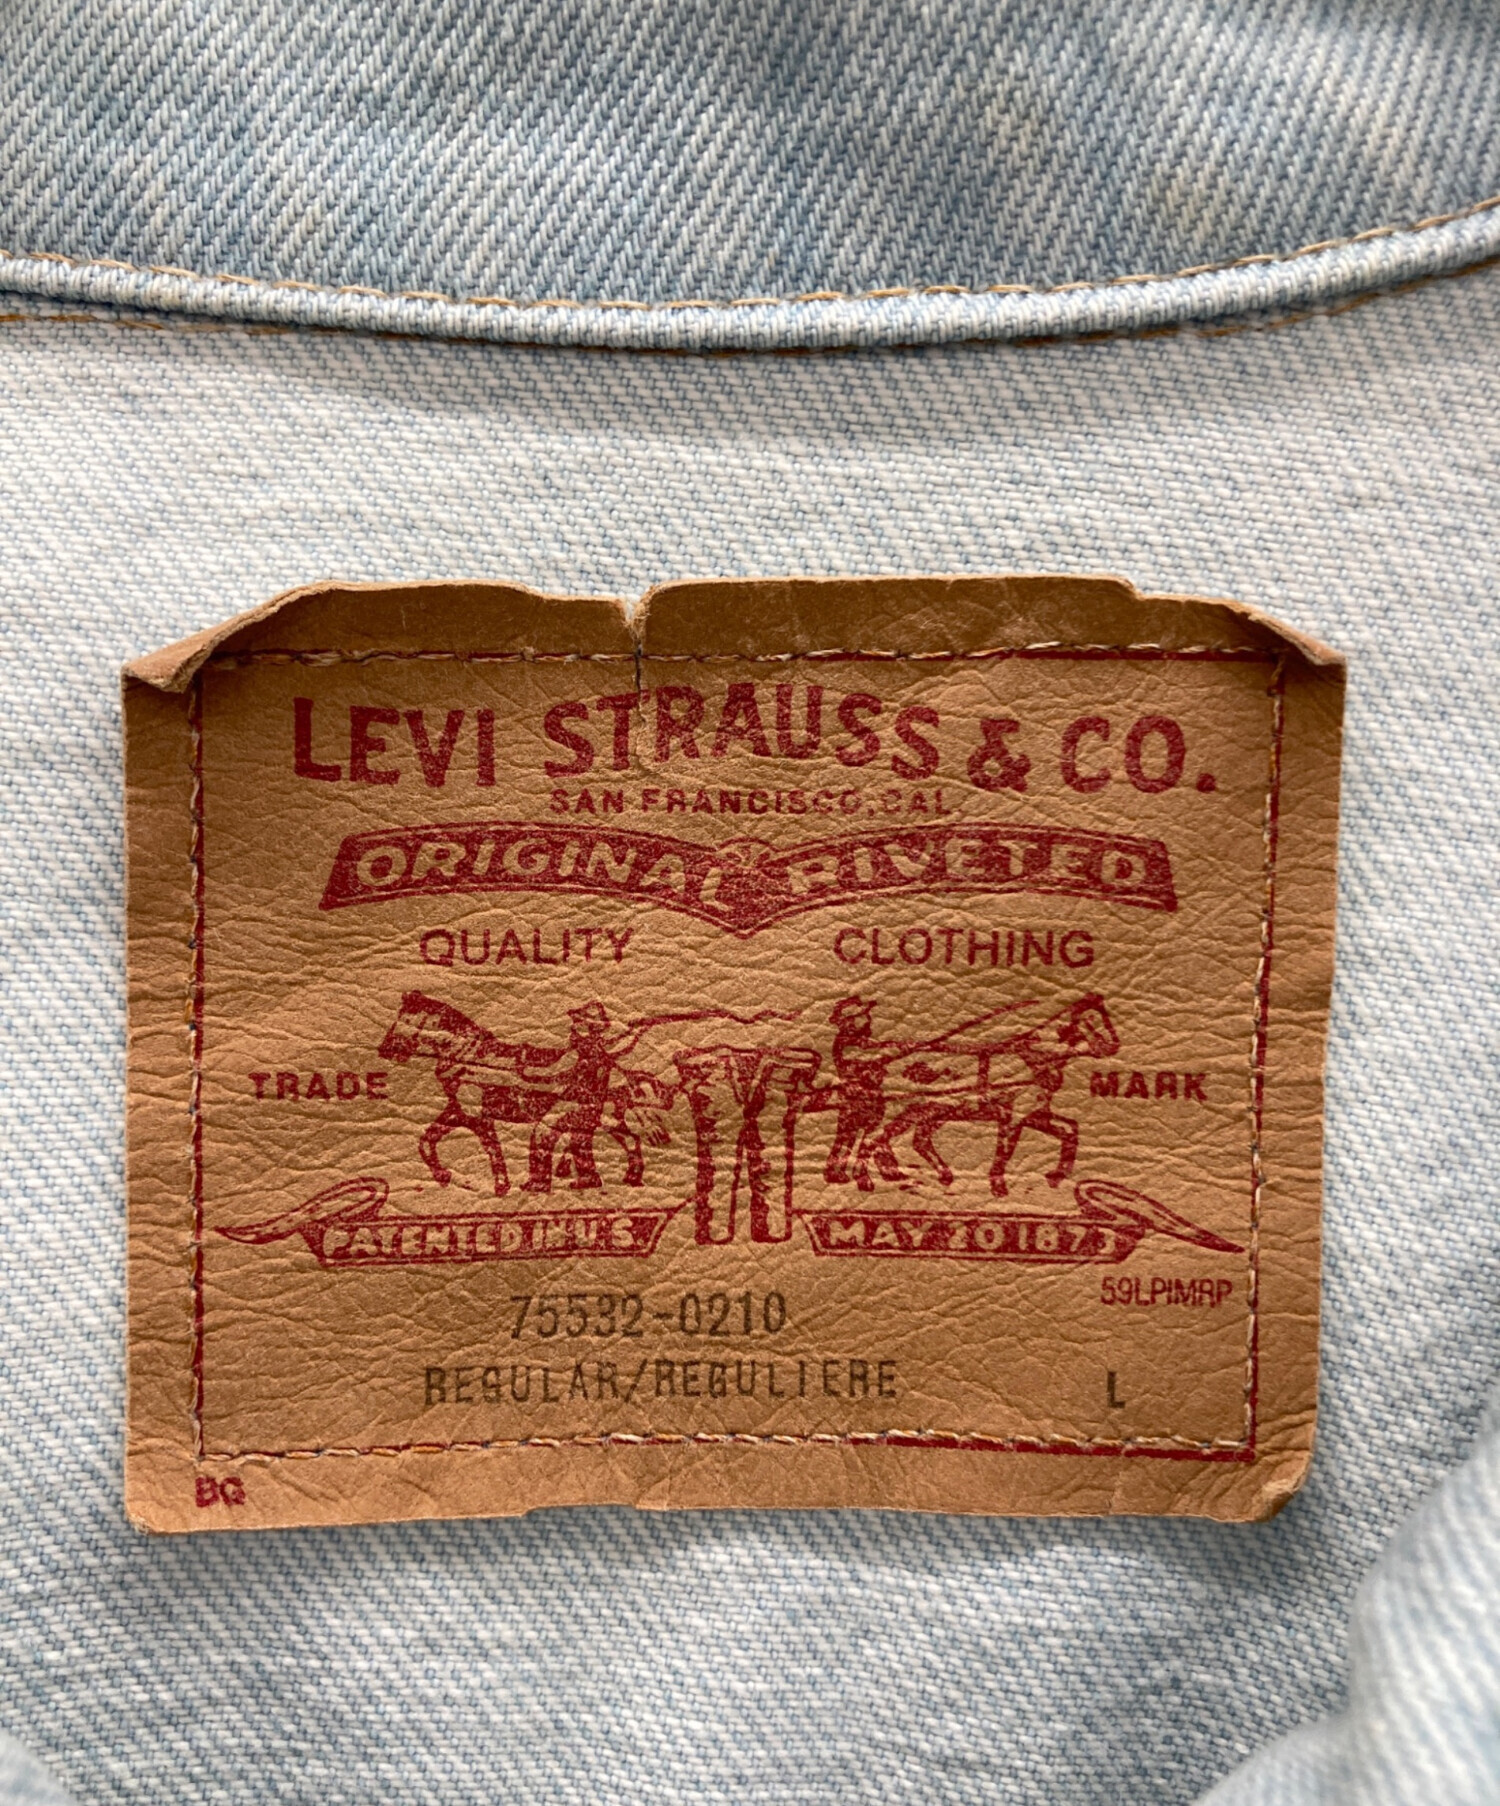 LEVI STRAUSS & CO.
SAN FRANCISCO, CAL.
ORIGINAL RIVETED
QUALITY CLOTHING
TRADE MARK
PATENTED IN U.S MAY 20 1873
59LPIMRP
75532-0210
REGULAR/REGULIERE L
BG